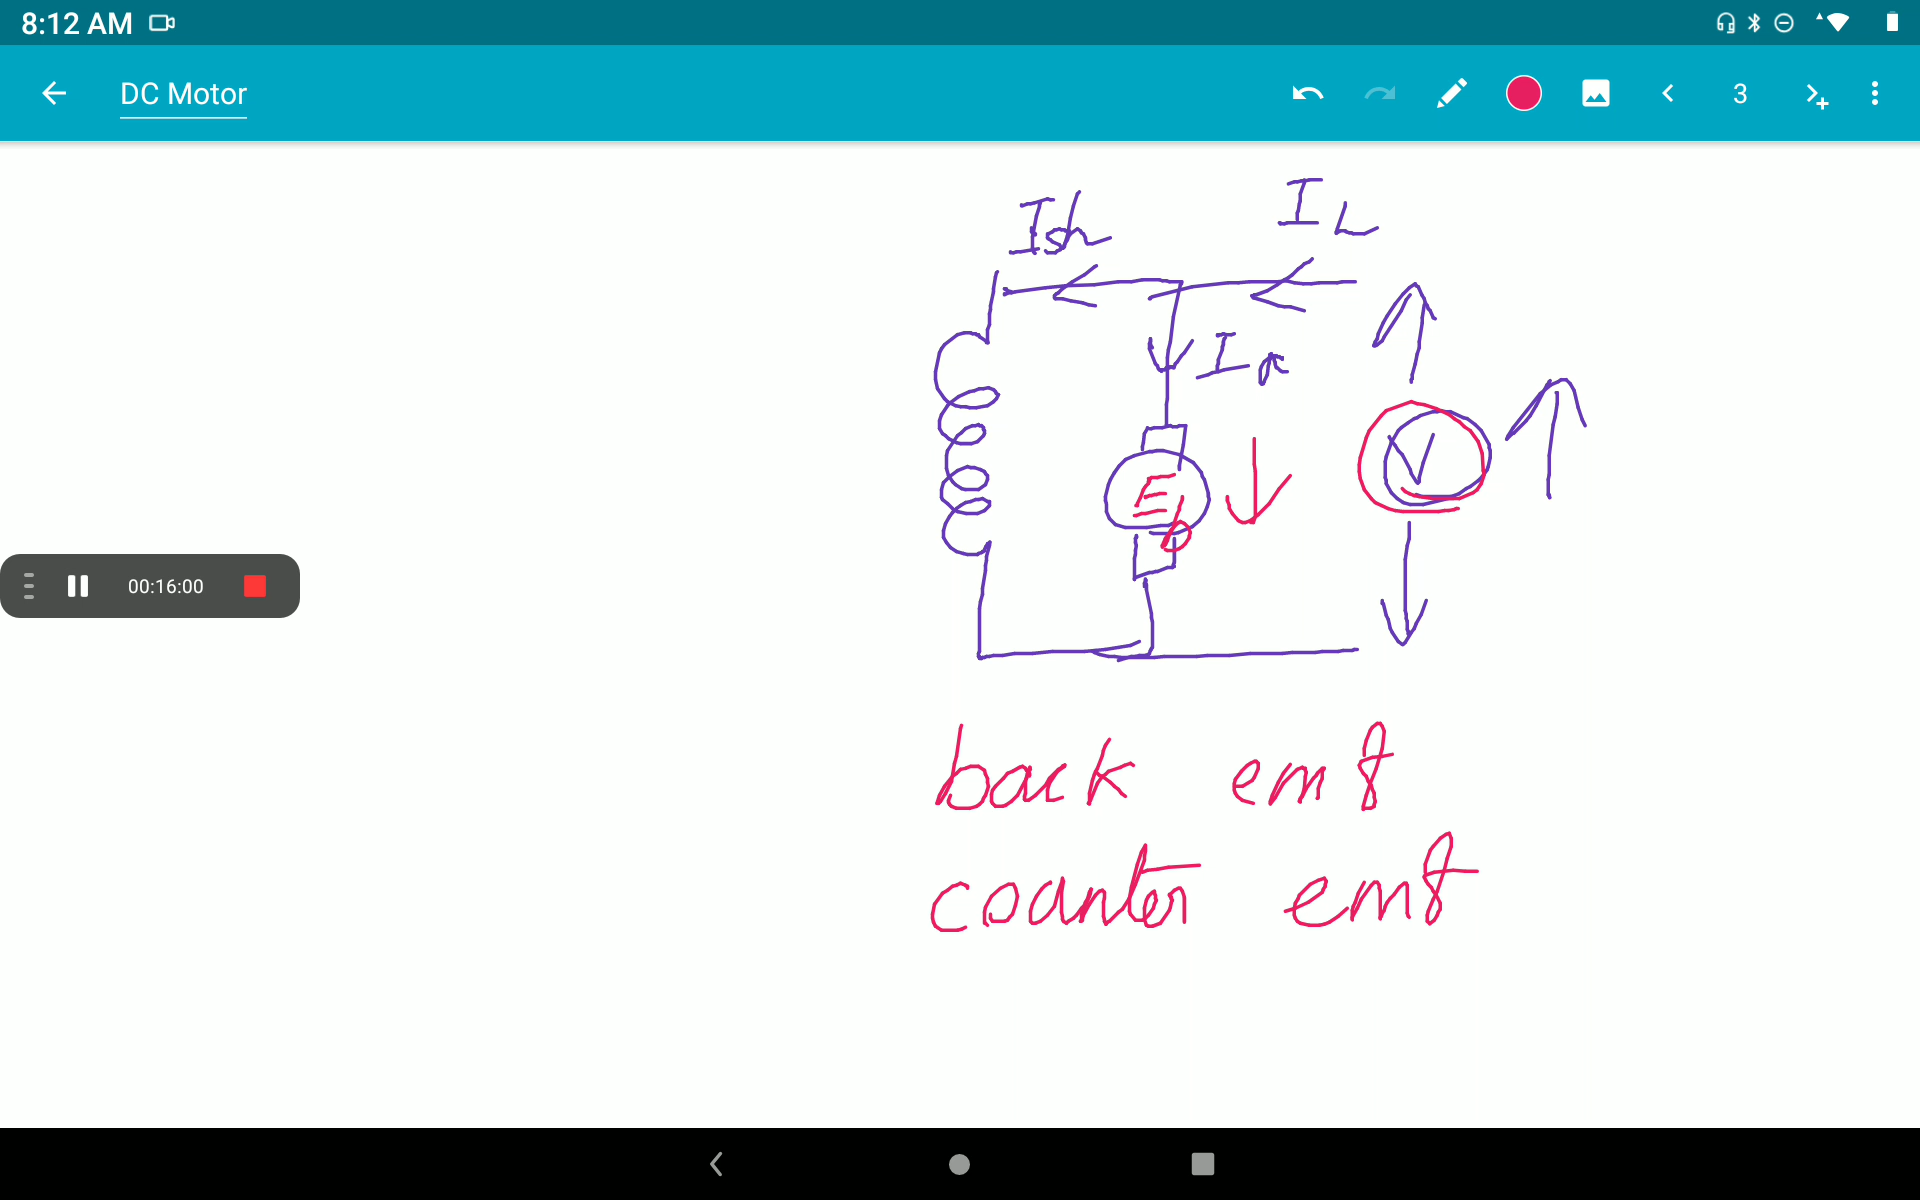 8:12 AM
DC Motor
3
Ish
IL
Ia
V
Eb
00:16:00
back emf
counter emf